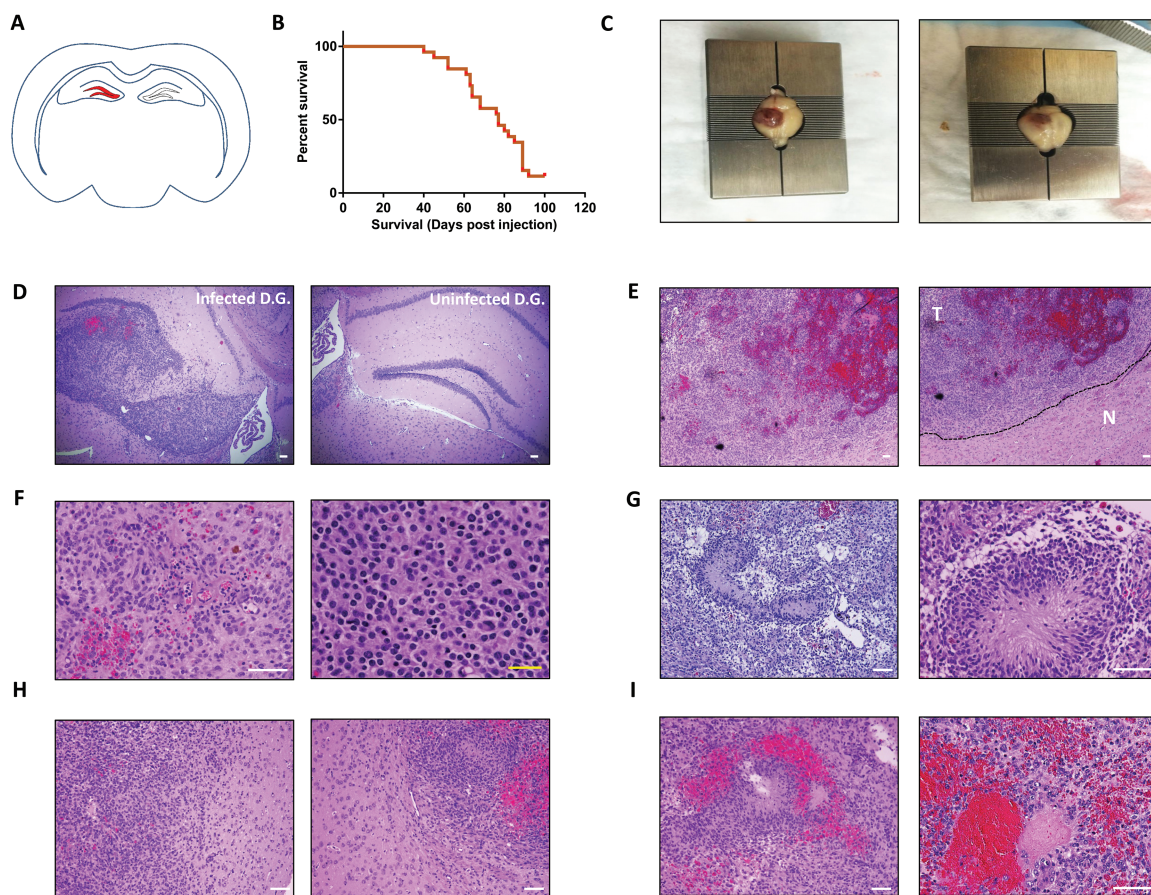 A
B
C
Percent survival
100
50
0
0 20 40 60 80 100 120
Survival (Days post injection)
D
Infected D.G.
Uninfected D.G.
E
T
N
F
G
H
I